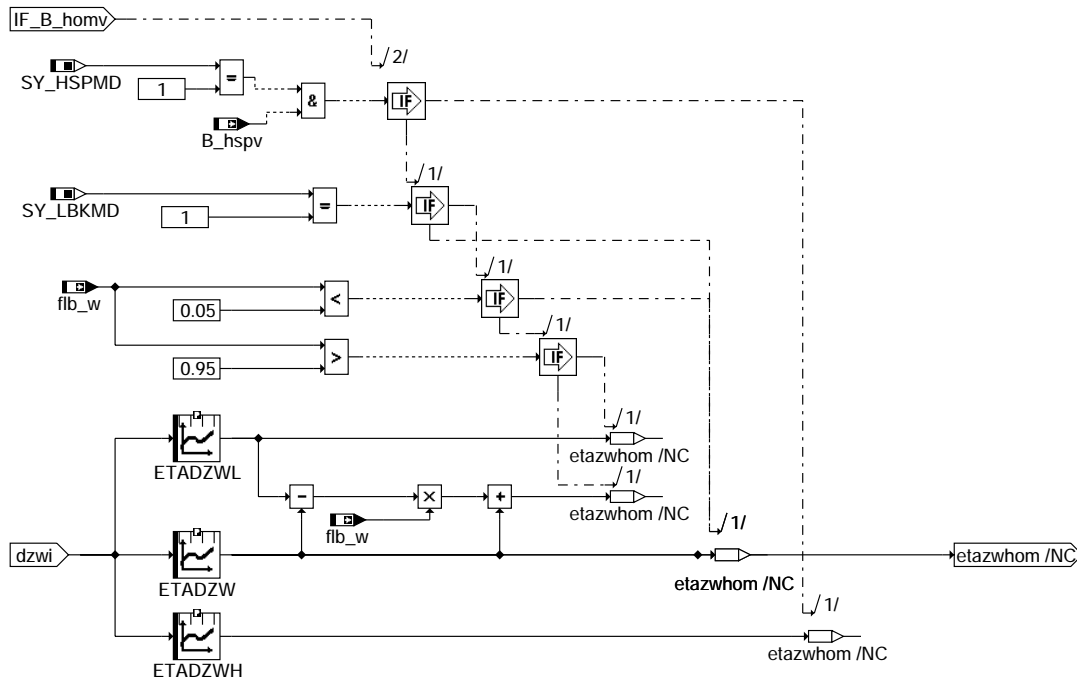 IF_B_homv
/2/
SY_HSPMD
1
=
&
IF
B_hspv
/1/
SY_LBKMD
1
=
IF
/1/
flb_w
0.05
<
IF
/1/
0.95
>
IF
/1/
ETADZWL
etazwhom /NC
/1/
-
×
+
etazwhom /NC
flb_w
/1/
dzwi
ETADZW
etazwhom /NC
etazwhom /NC
/1/
ETADZWH
etazwhom /NC